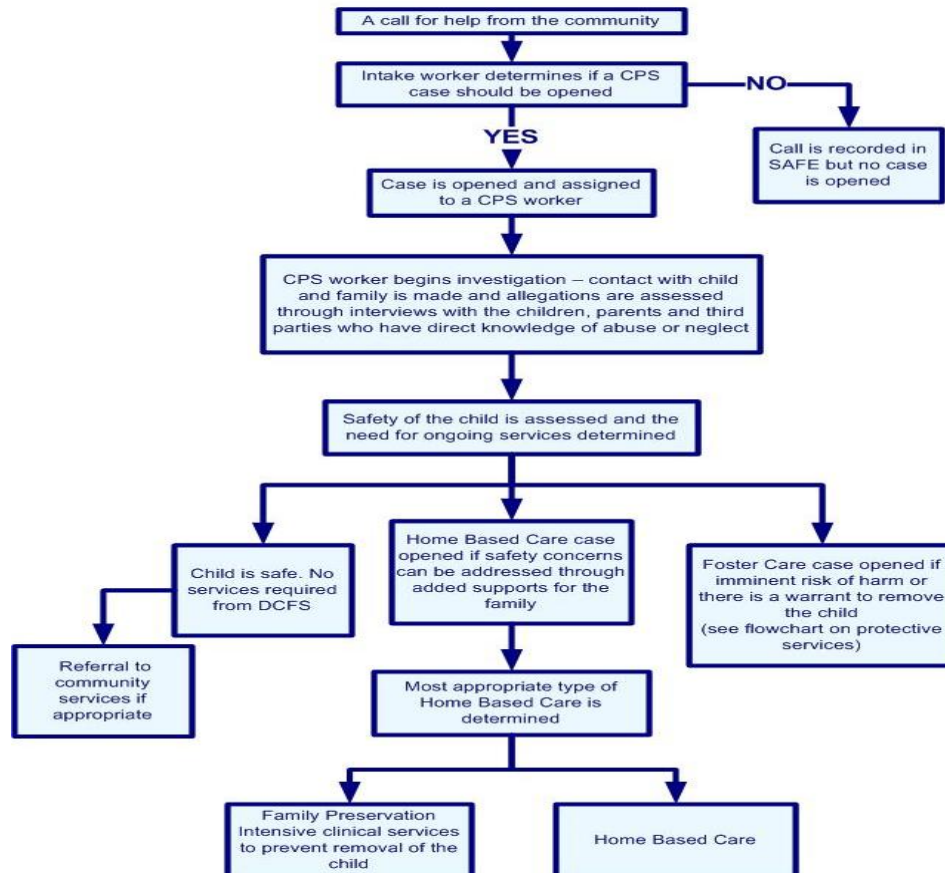 A call for help from the community
Intake worker determines if a CPS
case should be opened
NO
YES
Call is recorded in
SAFE but no case
is opened
Case is opened and assigned
to a CPS worker
CPS worker begins investigation – contact with child
and family is made and allegations are assessed
through interviews with the children, parents and third
parties who have direct knowledge of abuse or neglect
Safety of the child is assessed and the
need for ongoing services determined
Child is safe. No
services required
from DCFS
Home Based Care case
opened if safety concerns
can be addressed through
added supports for the
family
Foster Care case opened if
imminent risk of harm or
there is a warrant to remove
the child
(see flowchart on protective
services)
Referral to
community
services if
appropriate
Most appropriate type of
Home Based Care is
determined
Family Preservation
Intensive clinical services
to prevent removal of the
child
Home Based Care